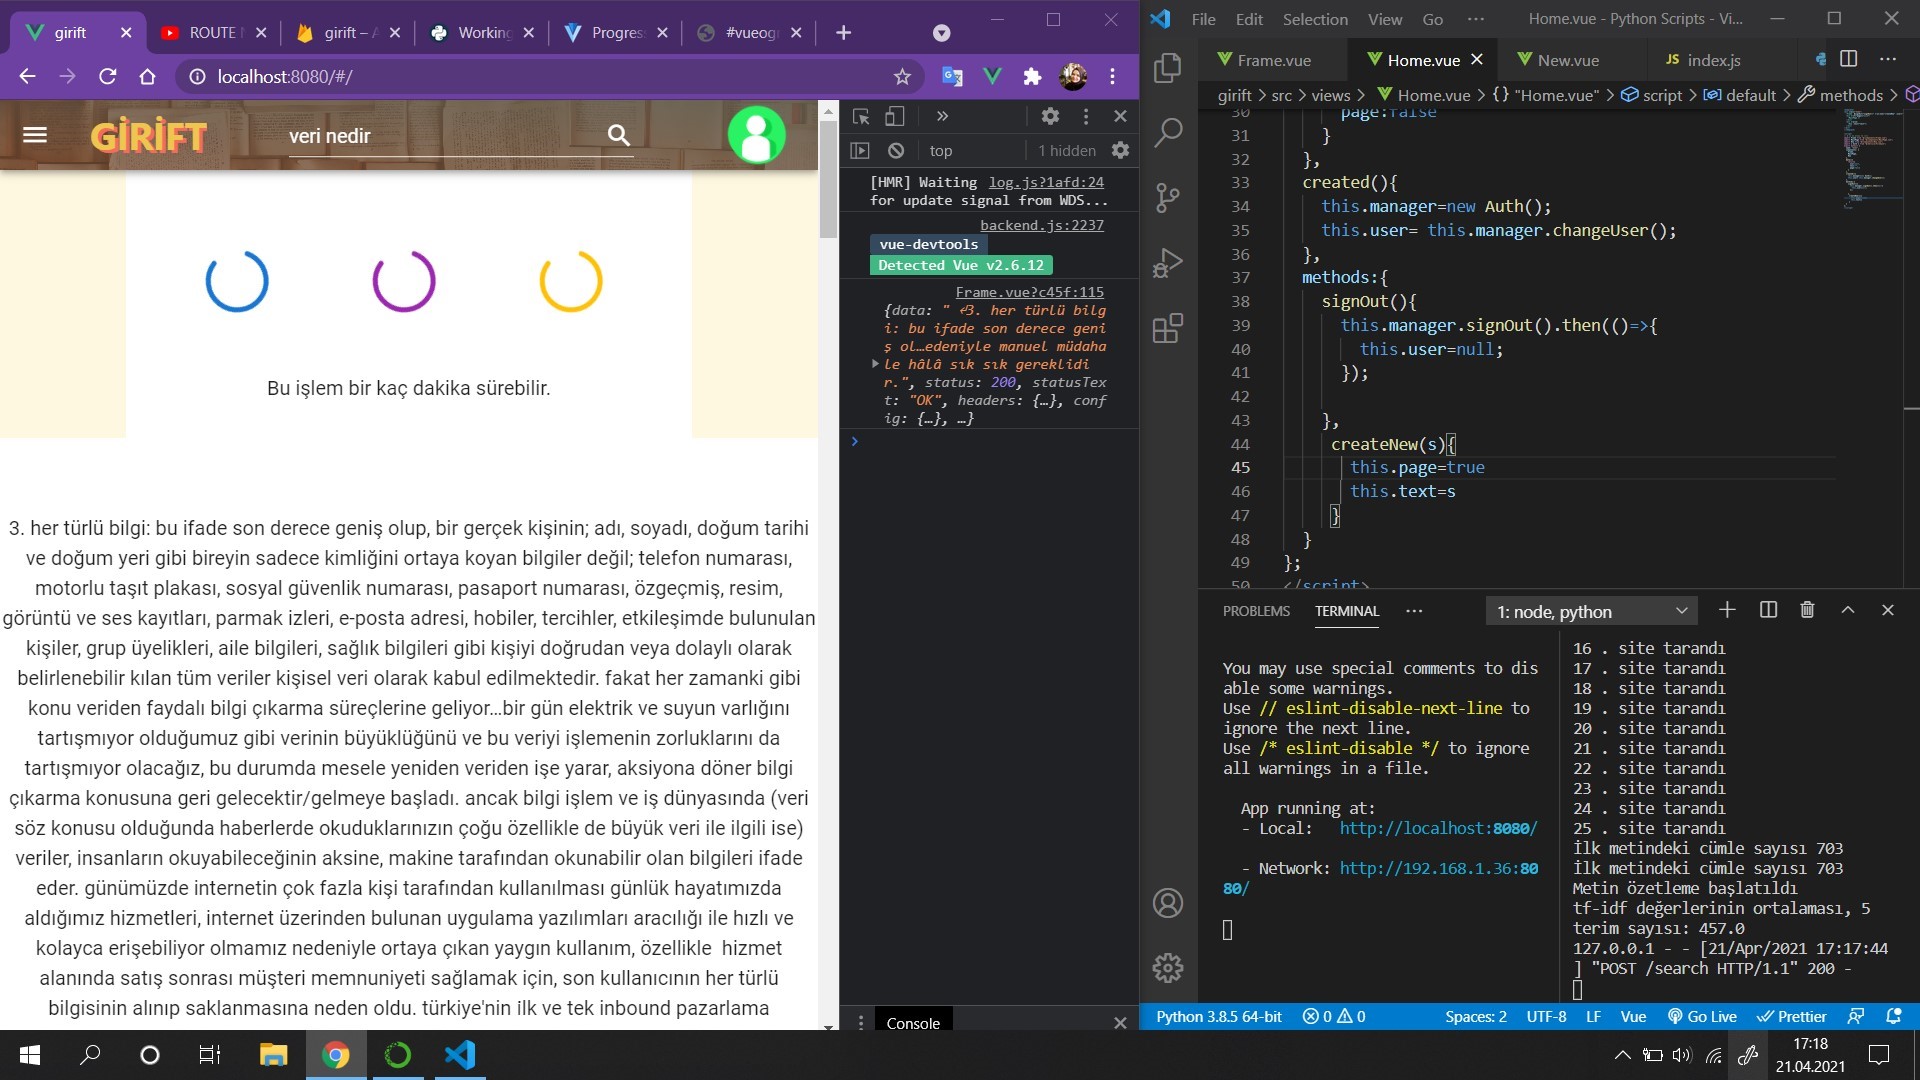 girift
ROUTE
girift –
Working
Progres
#vueog
localhost:8080/#/
GİRİFT
veri nedir
Bu işlem bir kaç dakika sürebilir.
3. her türlü bilgi: bu ifade son derece geniş olup, bir gerçek kişinin; adı, soyadı, doğum tarihi
ve doğum yeri gibi bireyin sadece kimliğini ortaya koyan bilgiler değil; telefon numarası,
motorlu taşıt plakası, sosyal güvenlik numarası, pasaport numarası, özgeçmiş, resim,
görüntü ve ses kayıtları, parmak izleri, e-posta adresi, hobiler, tercihler, etkileşimde bulunulan
kişiler, grup üyelikleri, aile bilgileri, sağlık bilgileri gibi kişiyi doğrudan veya dolaylı olarak
belirlenebilir kılan tüm veriler kişisel veri olarak kabul edilmektedir. fakat her zamanki gibi
konu veriden faydalı bilgi çıkarma süreçlerine geliyor…bir gün elektrik ve suyun varlığını
tartışmıyor olduğumuz gibi verinin büyüklüğünü ve bu veriyi işlemenin zorluklarını da
tartışmıyor olacağız, bu durumda mesele yeniden veriden işe yarar, aksiyona döner bilgi
çıkarma konusuna geri gelecektir/gelmeye başladı. ancak bilgi işlem ve iş dünyasında (veri
söz konusu olduğunda haberlerde okuduklarınızın çoğu özellikle de büyük veri ile ilgili ise)
veriler, insanların okuyabileceğinin aksine, makine tarafından okunabilir olan bilgileri ifade
eder. günümüzde internetin çok fazla kişi tarafından kullanılması günlük hayatımızda
aldığımız hizmetleri, internet üzerinden bulunan uygulama yazılımları aracılığı ile hızlı ve
kolayca erişebiliyor olmamız nedeniyle ortaya çıkan yaygın kullanım, özellikle  hizmet
alanında satış sonrası müşteri memnuniyeti sağlamak için, son kullanıcının her türlü
bilgisinin alınıp saklanmasına neden oldu. türkiye'nin ilk ve tek inbound pazarlama
top
1 hidden
[HMR] Waiting log.js?1afd:24
for update signal from WDS...
backend.js:2237
vue-devtools
Detected Vue v2.6.12
Frame.vue?c45f:115
{data: " ⏎3. her türlü bilg
i: bu ifade son derece geni
ş ol…edeniyle manuel müdaha
le hâlâ sık sık gereklidi
r.", status: 200, statusTex
t: "OK", headers: {…}, conf
ig: {…}, …}
Console
File Edit Selection View Go ··· Home.vue - Python Scripts - Vi...
Frame.vue
Home.vue
New.vue
JS index.js
girift > src > views > Home.vue > {} "Home.vue" > script > default > methods >
30 page:false
31 }
32 },
33 created(){
34 this.manager=new Auth();
35 this.user= this.manager.changeUser();
36 },
37 methods:{
38 signOut(){
39 this.manager.signOut().then(()=>{
40 this.user=null;
41 });
42
43 },
44 createNew(s){
45 this.page=true
46 this.text=s
47 }
48 }
49 };
50 </script>
PROBLEMS TERMINAL ··· 1: node, python
You may use special comments to dis
able some warnings.
Use // eslint-disable-next-line to
ignore the next line.
Use /* eslint-disable */ to ignore
all warnings in a file.
App running at:
- Local: http://localhost:8080/
- Network: http://192.168.1.36:80
80/
16 . site tarandı
17 . site tarandı
18 . site tarandı
19 . site tarandı
20 . site tarandı
21 . site tarandı
22 . site tarandı
23 . site tarandı
24 . site tarandı
25 . site tarandı
İlk metindeki cümle sayısı 703
İlk metindeki cümle sayısı 703
Metin özetleme başlatıldı
tf-idf değerlerinin ortalaması, 5
terim sayısı: 457.0
127.0.0.1 - - [21/Apr/2021 17:17:44
] "POST /search HTTP/1.1" 200 -
Python 3.8.5 64-bit 0 0 Spaces: 2 UTF-8 LF Vue Go Live Prettier
17:18
21.04.2021